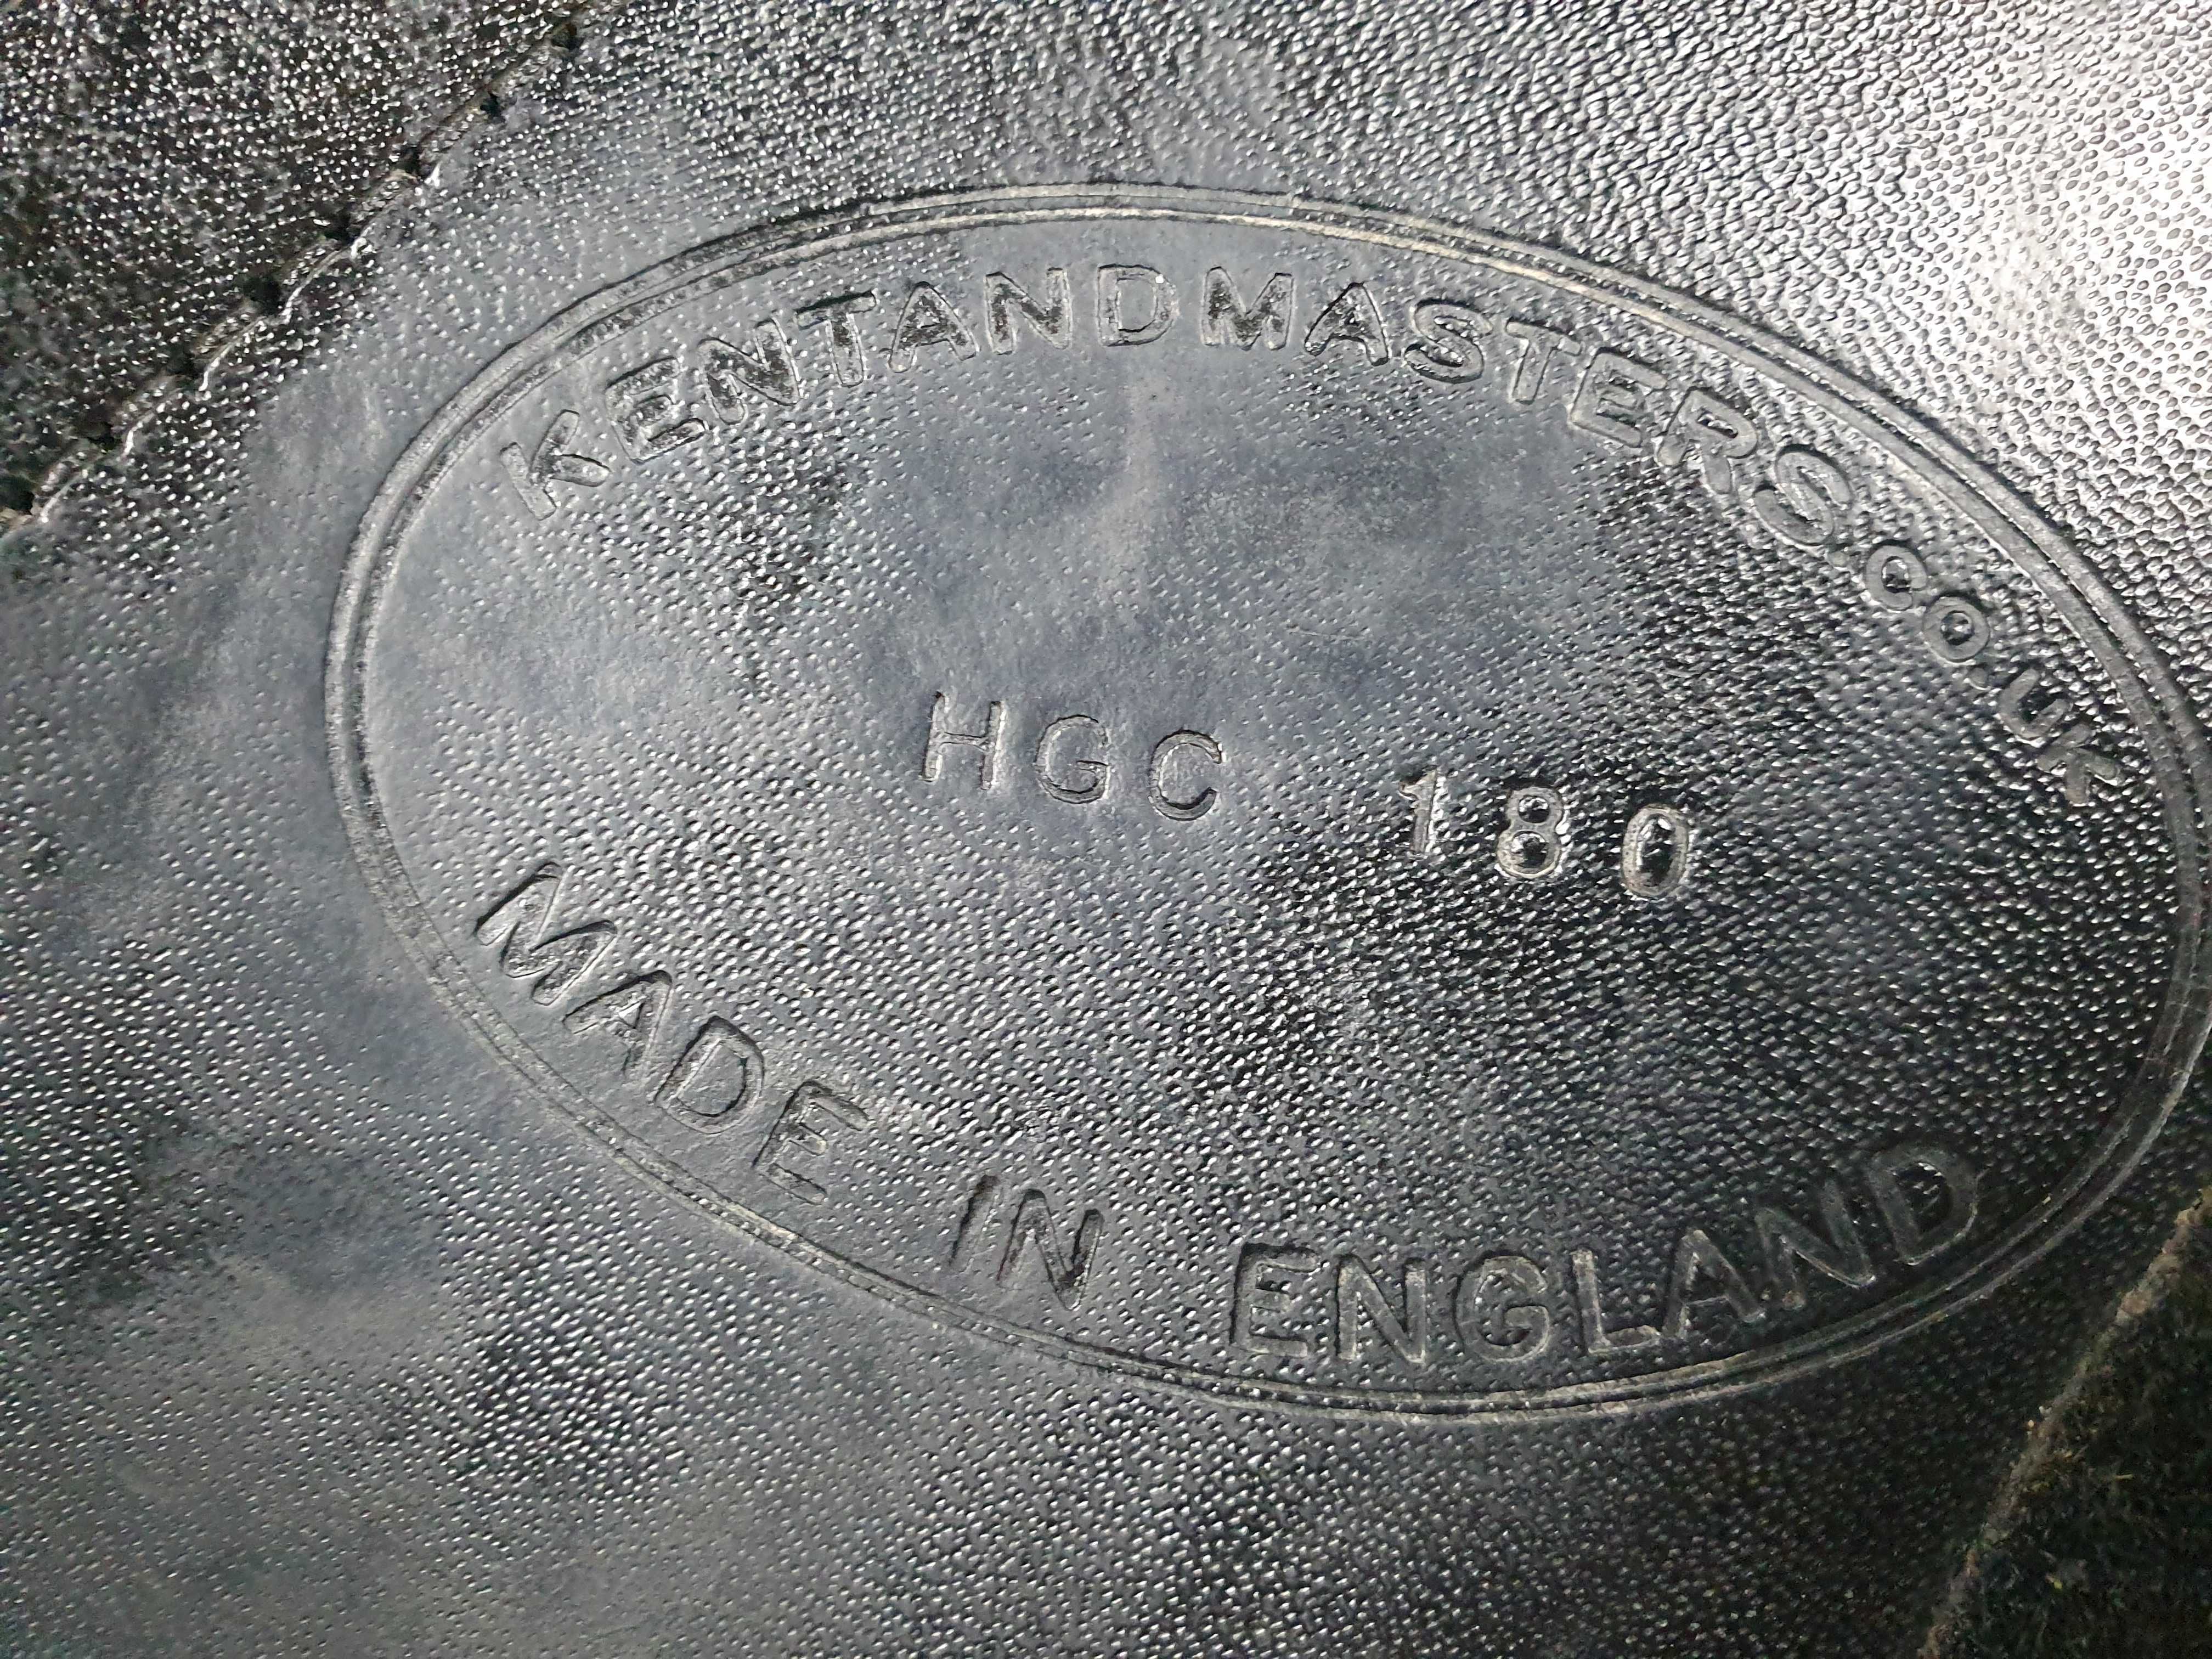 KENTANDMASTERS.CO.UK
HGC 180
MADE IN ENGLAND